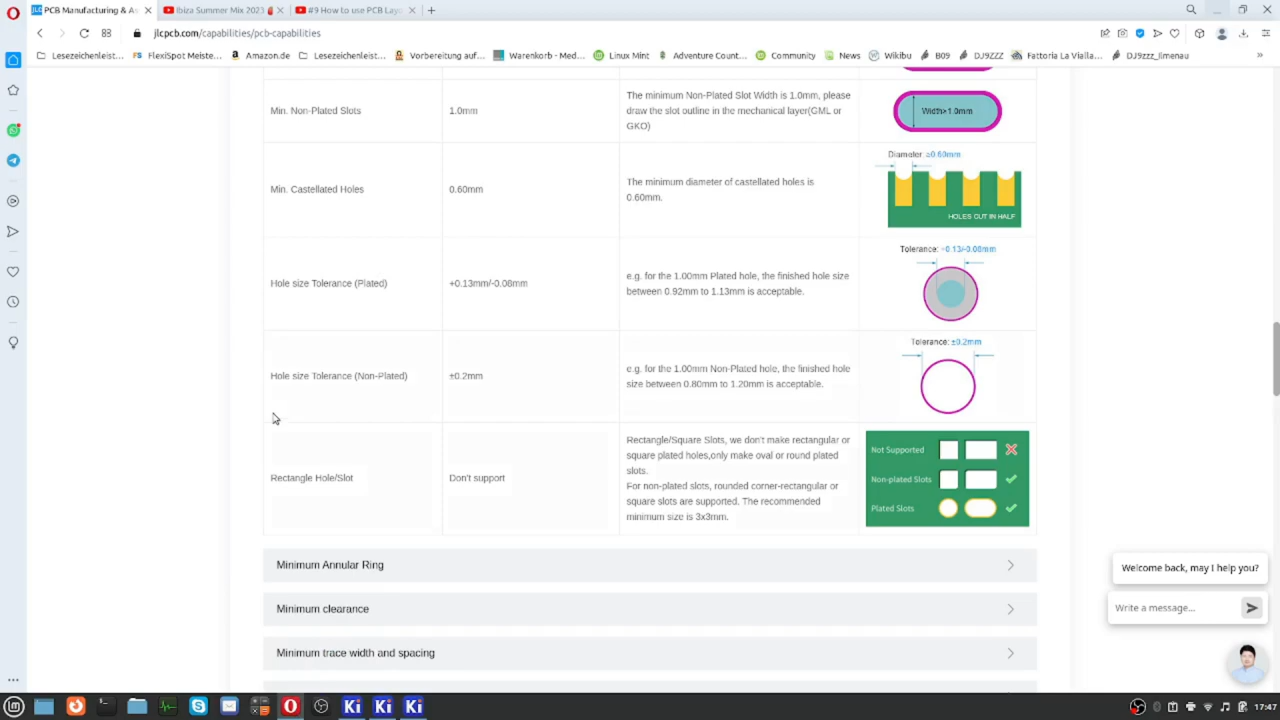 PCB Manufacturing & As
Ibiza Summer Mix 2023
#9 How to use PCB Layo
jlcpcb.com/capabilities/pcb-capabilities
Lesezeichenleist...
FS FlexiSpot Meiste...
Amazon.de
Lesezeichenleist...
Vorbereitung auf...
Warenkorb - Med...
Linux Mint
Adventure Count...
Community
News
Wikibu
B09
DJ9ZZZ
Fattoria La Vialla...
DJ9zzz_Ilmenau
Min. Non-Plated Slots
1.0mm
The minimum Non-Plated Slot Width is 1.0mm, please
draw the slot outline in the mechanical layer(GML or
GKO)
Width>1.0mm
Min. Castellated Holes
0.60mm
The minimum diameter of castellated holes is
0.60mm.
Diameter: ≥0.60mm
HOLES CUT IN HALF
Hole size Tolerance (Plated)
+0.13mm/-0.08mm
e.g. for the 1.00mm Plated hole, the finished hole size
between 0.92mm to 1.13mm is acceptable.
Tolerance: +0.13/-0.08mm
Hole size Tolerance (Non-Plated)
±0.2mm
e.g. for the 1.00mm Non-Plated hole, the finished hole
size between 0.80mm to 1.20mm is acceptable.
Tolerance: ±0.2mm
Rectangle Hole/Slot
Don't support
Rectangle/Square Slots, we don't make rectangular or
square plated holes,only make oval or round plated
slots.
For non-plated slots, rounded corner-rectangular or
square slots are supported. The recommended
minimum size is 3x3mm.
Not Supported
Non-plated Slots
Plated Slots
Minimum Annular Ring
Minimum clearance
Minimum trace width and spacing
Welcome back, may I help you?
Write a message...
Ki
Ki
Ki
17:47